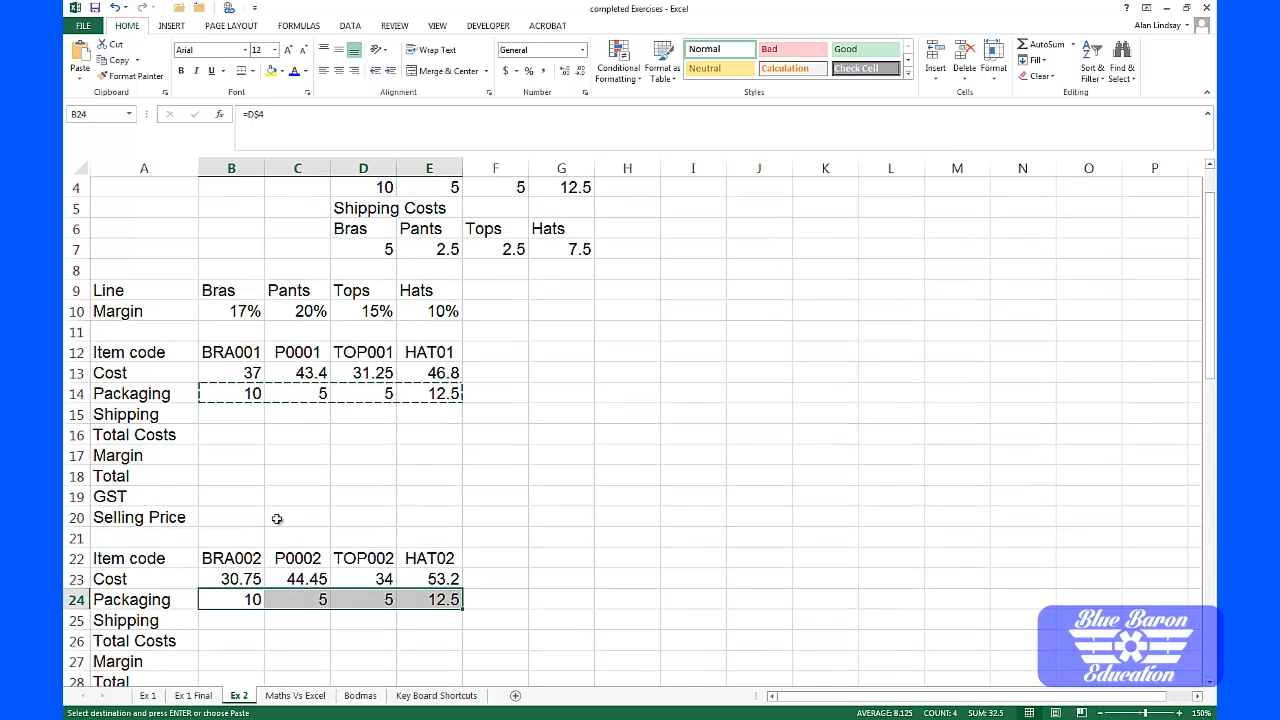 completed Exercises - Excel
FILE HOME INSERT PAGE LAYOUT FORMULAS DATA REVIEW VIEW DEVELOPER ACROBAT Alan Lindsay
Cut Arial 12 Wrap Text General Normal Bad Good AutoSum
Copy Fill
Paste Format Painter B I U Merge & Center $ % , Conditional Formatting Format as Table Neutral Calculation Check Cell Insert Delete Format Clear Sort & Filter Find & Select
Clipboard Font Alignment Number Styles Cells Editing
B24 fx =D$4
A B C D E F G H I J K L M N O P
4 10 5 5 12.5
5 Shipping Costs
6 Bras Pants Tops Hats
7 5 2.5 2.5 7.5
8
9 Line Bras Pants Tops Hats
10 Margin 17% 20% 15% 10%
11
12 Item code BRA001 P0001 TOP001 HAT01
13 Cost 37 43.4 31.25 46.8
14 Packaging 10 5 5 12.5
15 Shipping
16 Total Costs
17 Margin
18 Total
19 GST
20 Selling Price
21
22 Item code BRA002 P0002 TOP002 HAT02
23 Cost 30.75 44.45 34 53.2
24 Packaging 10 5 5 12.5
25 Shipping
26 Total Costs
27 Margin
28 Total
Blue Baron
Education
Ex 1 Ex 1 Final Ex 2 Maths Vs Excel Bodmas Key Board Shortcuts
Select destination and press ENTER or choose Paste AVERAGE: 8.125 COUNT: 4 SUM: 32.5 150%